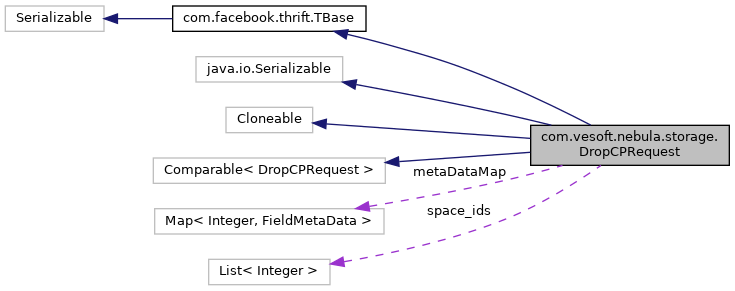 Serializable
com.facebook.thrift.TBase
java.io.Serializable
Cloneable
com.vesoft.nebula.storage.
DropCPRequest
Comparable< DropCPRequest >
metaDataMap
Map< Integer, FieldMetaData >
space_ids
List< Integer >